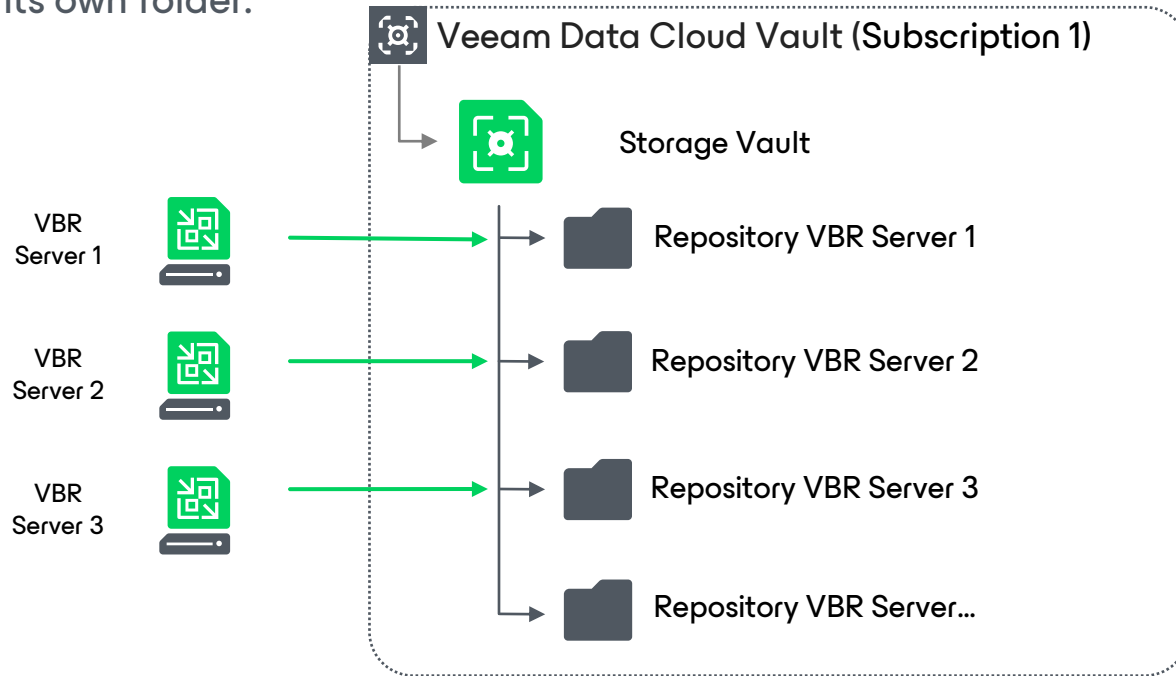 its own folder.
Veeam Data Cloud Vault (Subscription 1)
Storage Vault
VBR
Server 1
Repository VBR Server 1
VBR
Server 2
Repository VBR Server 2
VBR
Server 3
Repository VBR Server 3
Repository VBR Server...